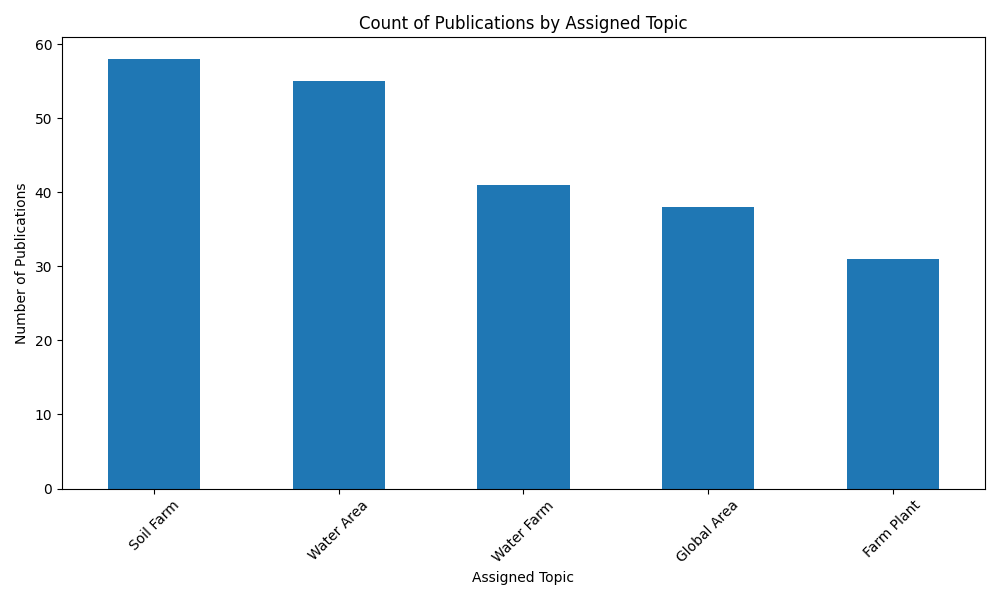 Count of Publications by Assigned Topic
Number of Publications
60
50
40
30
20
10
0
Soil Farm
Water Area
Water Farm
Global Area
Farm Plant
Assigned Topic